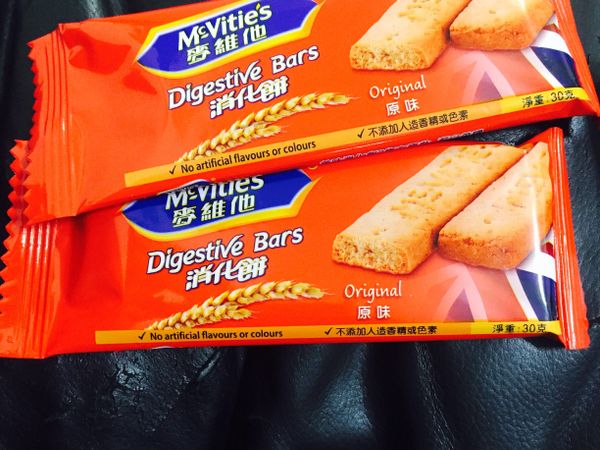 McVitie's
麥維他
Digestive Bars
消化餅
Original
原味
✓ No artificial flavours or colours
✓ 不添加人造香精或色素
淨重:30克
McVitie's
麥維他
Digestive Bars
消化餅
Original
原味
✓ No artificial flavours or colours
✓ 不添加人造香精或色素
淨重:30克